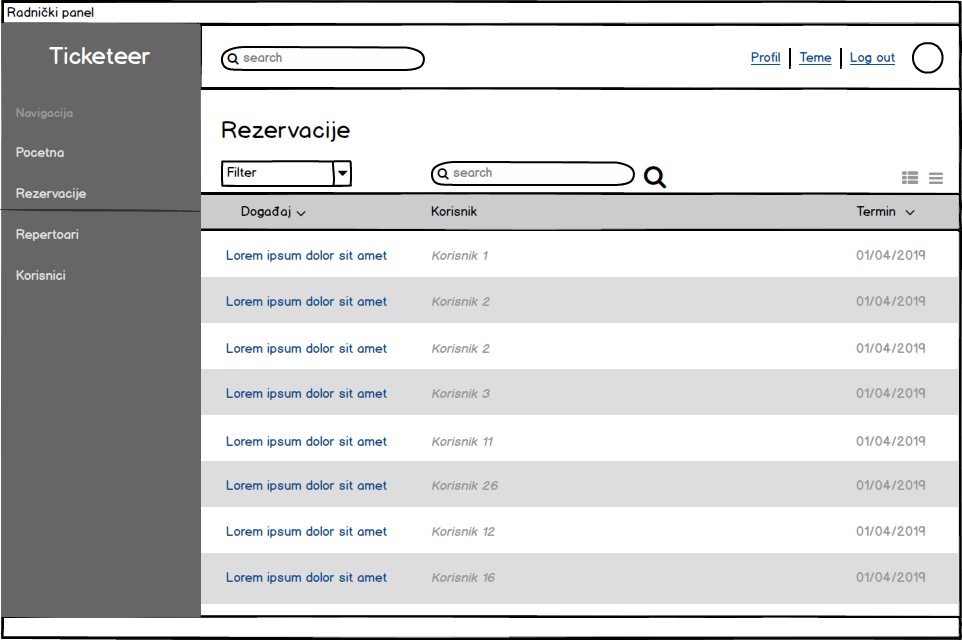 Radnički panel
Ticketeer
search
Profil
Teme
Log out
Navigacija
Pocetna
Rezervacije
Repertoari
Korisnici
Rezervacije
Filter
search
Događaj Korisnik Termin
Lorem ipsum dolor sit amet Korisnik 1 01/04/2019
Lorem ipsum dolor sit amet Korisnik 2 01/04/2019
Lorem ipsum dolor sit amet Korisnik 2 01/04/2019
Lorem ipsum dolor sit amet Korisnik 3 01/04/2019
Lorem ipsum dolor sit amet Korisnik 11 01/04/2019
Lorem ipsum dolor sit amet Korisnik 26 01/04/2019
Lorem ipsum dolor sit amet Korisnik 12 01/04/2019
Lorem ipsum dolor sit amet Korisnik 16 01/04/2019